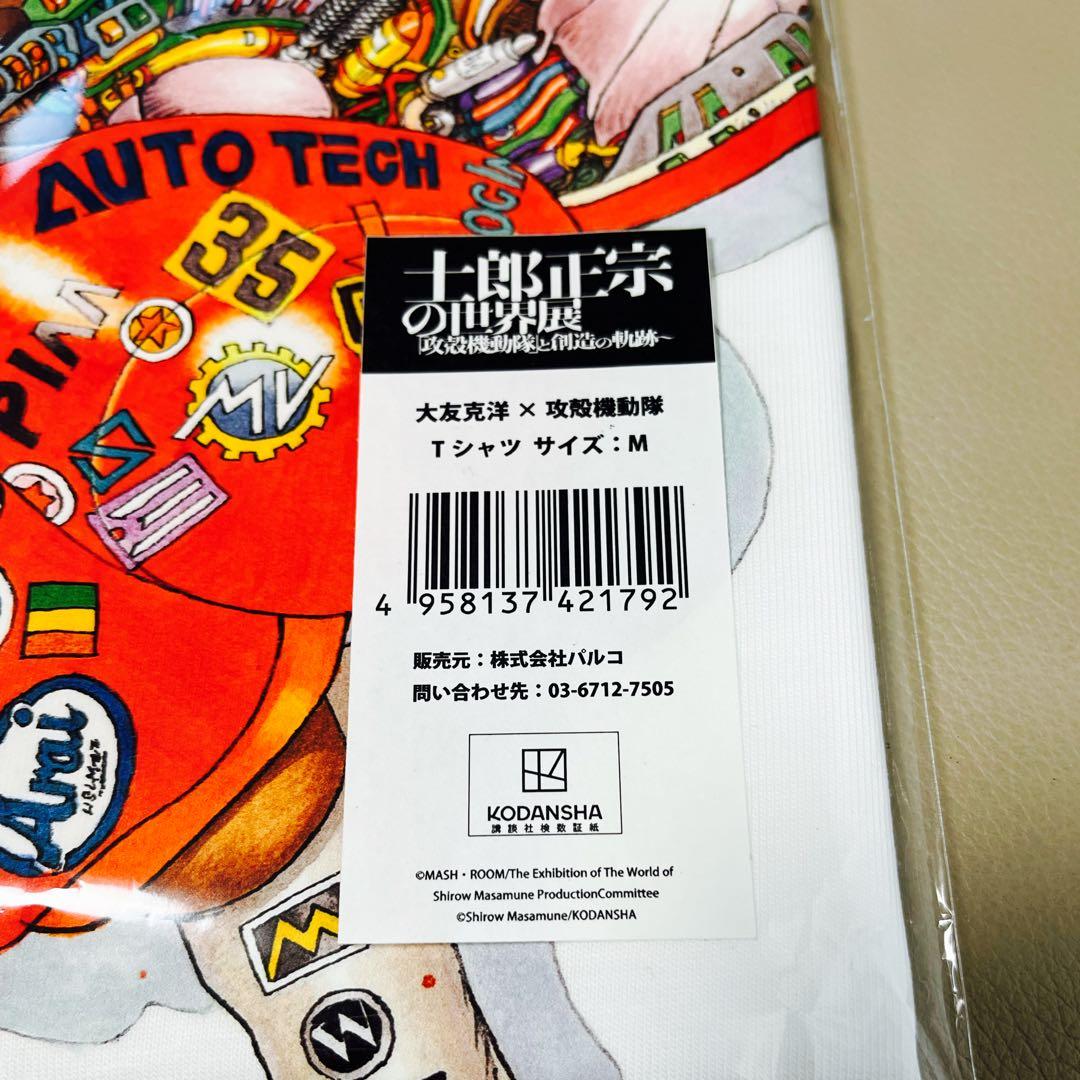 AUTO TECH
35
MV
Arai
W
士郎正宗
の世界展
「攻殻機動隊」と創造の軌跡~
大友克洋 × 攻殻機動隊
Tシャツ サイズ:M
4 958137 421792
販売元:株式会社パルコ
問い合わせ先:03-6712-7505
KODANSHA
講談社検数証紙
©MASH・ROOM/The Exhibition of The World of
Shirow Masamune ProductionCommittee
©Shirow Masamune/KODANSHA